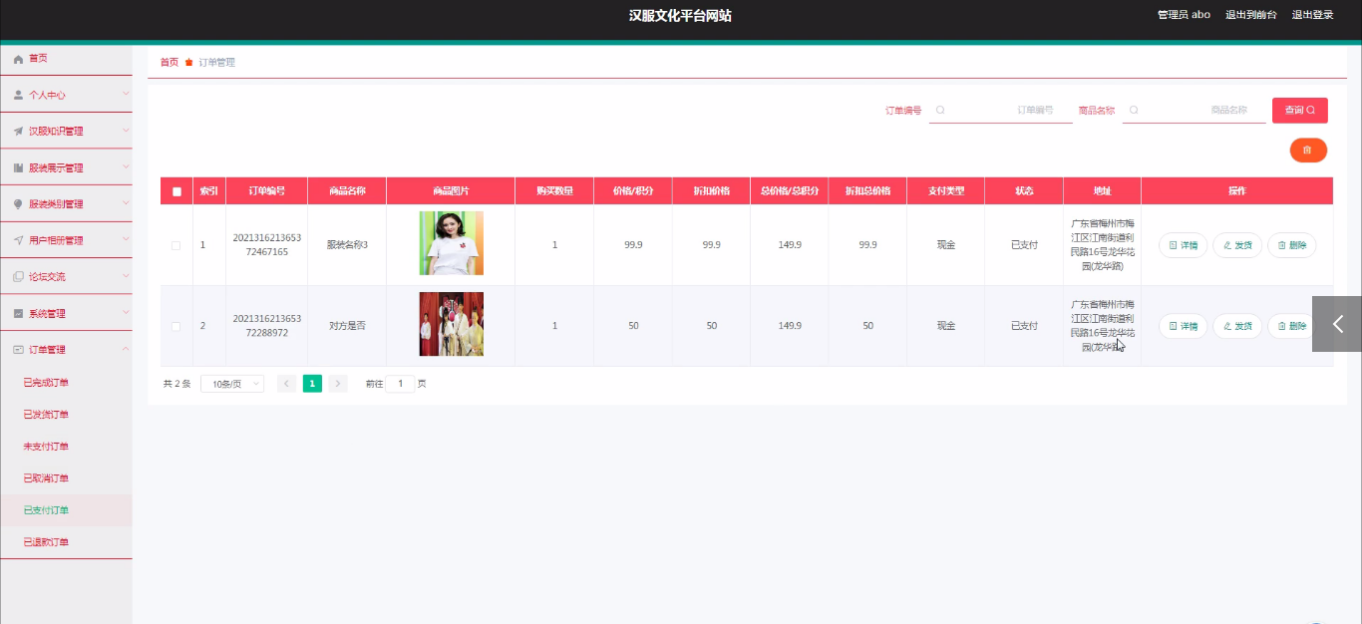 汉服文化平台网站
管理员 abo 退出到前台 退出登录
首页
个人中心
汉服知识管理
服装展示管理
服装类别管理
用户相册管理
论坛交流
系统管理
订单管理
已完成订单
已发货订单
未支付订单
已取消订单
已支付订单
已退款订单
首页 订单管理
订单编号 订单编号 商品名称 商品名称 查询
索引 订单编号 商品名称 商品图片 购买数量 价格/积分 折扣价格 总价格/总积分 折扣总价格 支付类型 状态 地址 操作
1 2021316213653
72467165 服装名称3 1 99.9 99.9 149.9 99.9 现金 已支付 广东省梅州市梅
江区江南街道利
民路16号龙华花
园(龙华路) 详情 发货 删除
2 2021316213653
72288972 对方是否 1 50 50 149.9 50 现金 已支付 广东省梅州市梅
江区江南街道利
民路16号龙华花
园(龙华路) 详情 发货 删除
共 2 条 10条/页 1 前往 1 页